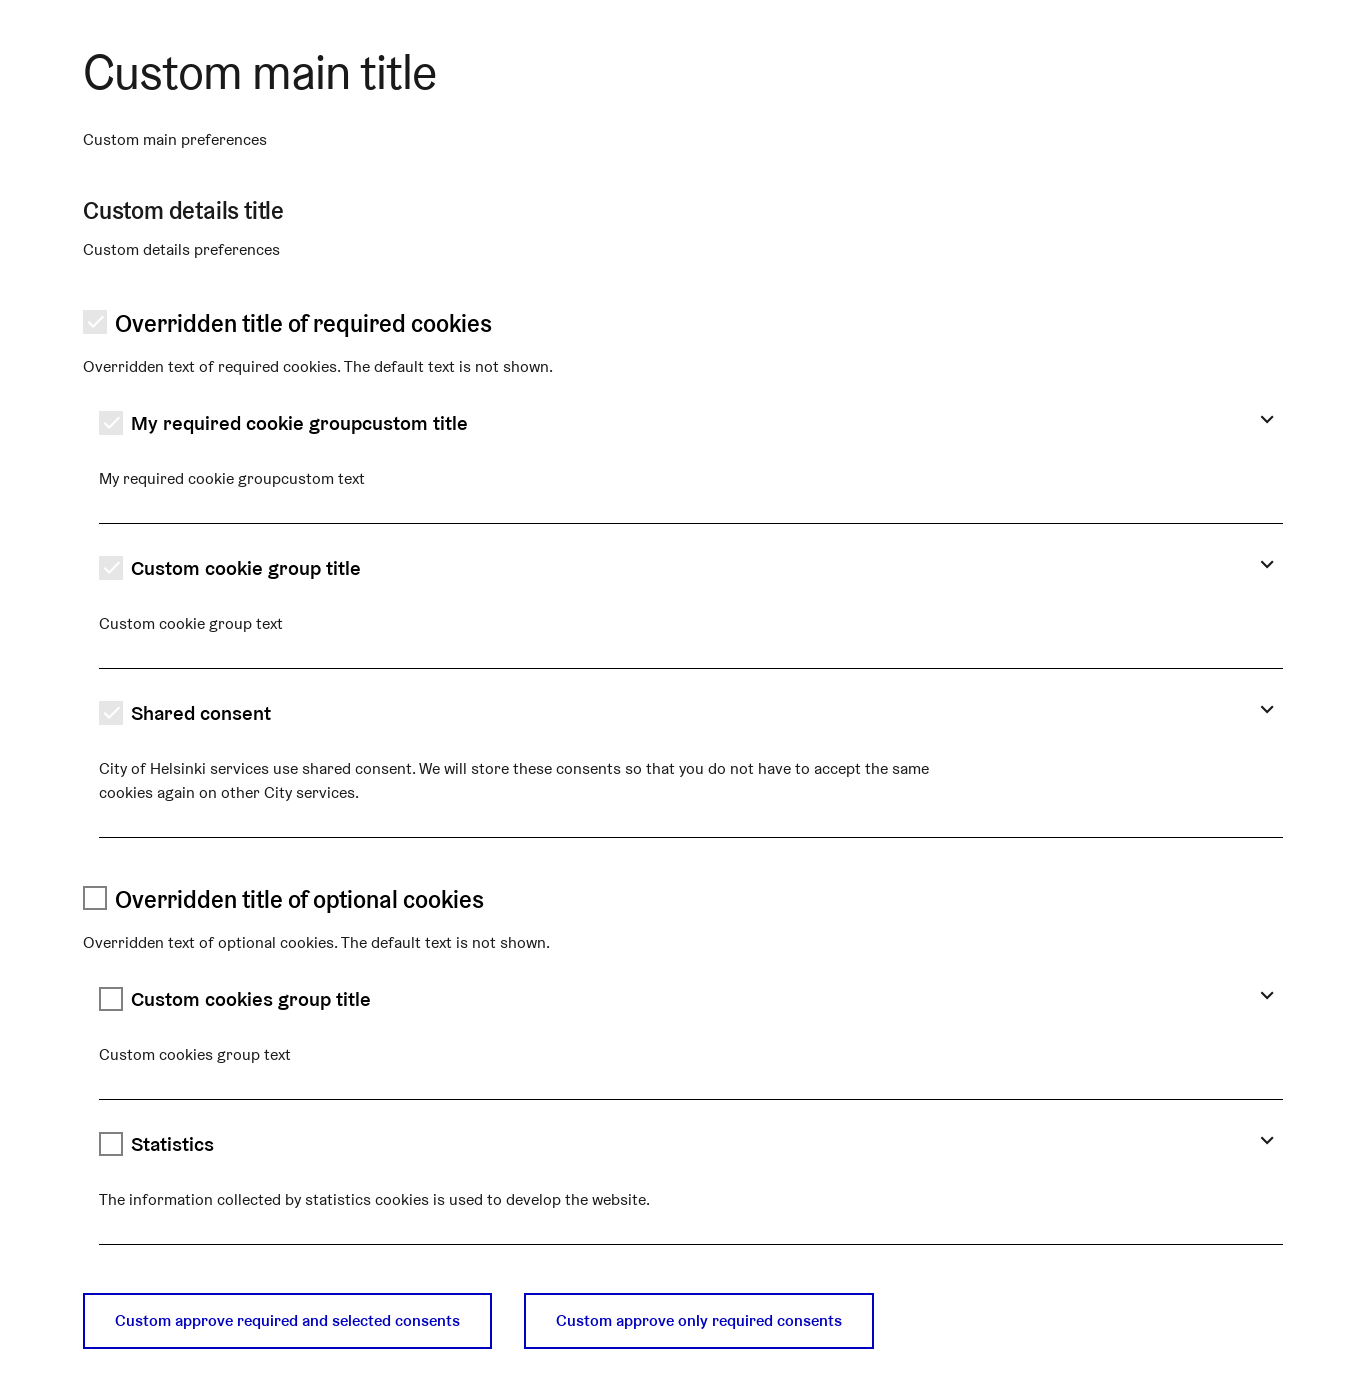 Custom main title
Custom main preferences
Custom details title
Custom details preferences
Overridden title of required cookies
Overridden text of required cookies. The default text is not shown.
My required cookie groupcustom title
My required cookie groupcustom text
Custom cookie group title
Custom cookie group text
Shared consent
City of Helsinki services use shared consent. We will store these consents so that you do not have to accept the same
cookies again on other City services.
Overridden title of optional cookies
Overridden text of optional cookies. The default text is not shown.
Custom cookies group title
Custom cookies group text
Statistics
The information collected by statistics cookies is used to develop the website.
Custom approve required and selected consents
Custom approve only required consents